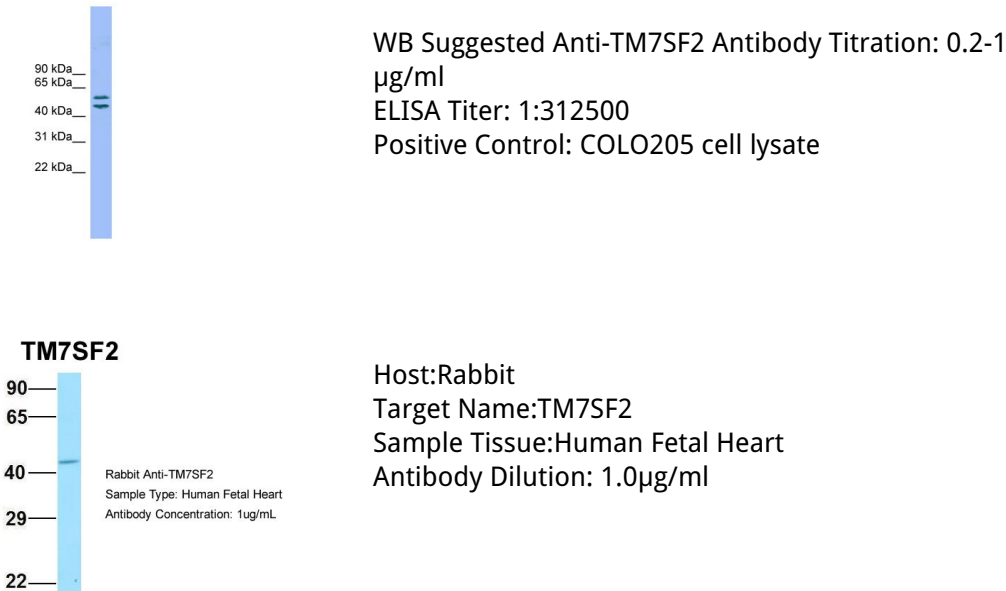 90 kDa__
65 kDa__
40 kDa__
31 kDa__
22 kDa__
WB Suggested Anti-TM7SF2 Antibody Titration: 0.2-1
µg/ml
ELISA Titer: 1:312500
Positive Control: COLO205 cell lysate
TM7SF2
90
65
40
29
22
Rabbit Anti-TM7SF2
Sample Type: Human Fetal Heart
Antibody Concentration: 1ug/mL
Host:Rabbit
Target Name:TM7SF2
Sample Tissue:Human Fetal Heart
Antibody Dilution: 1.0µg/ml